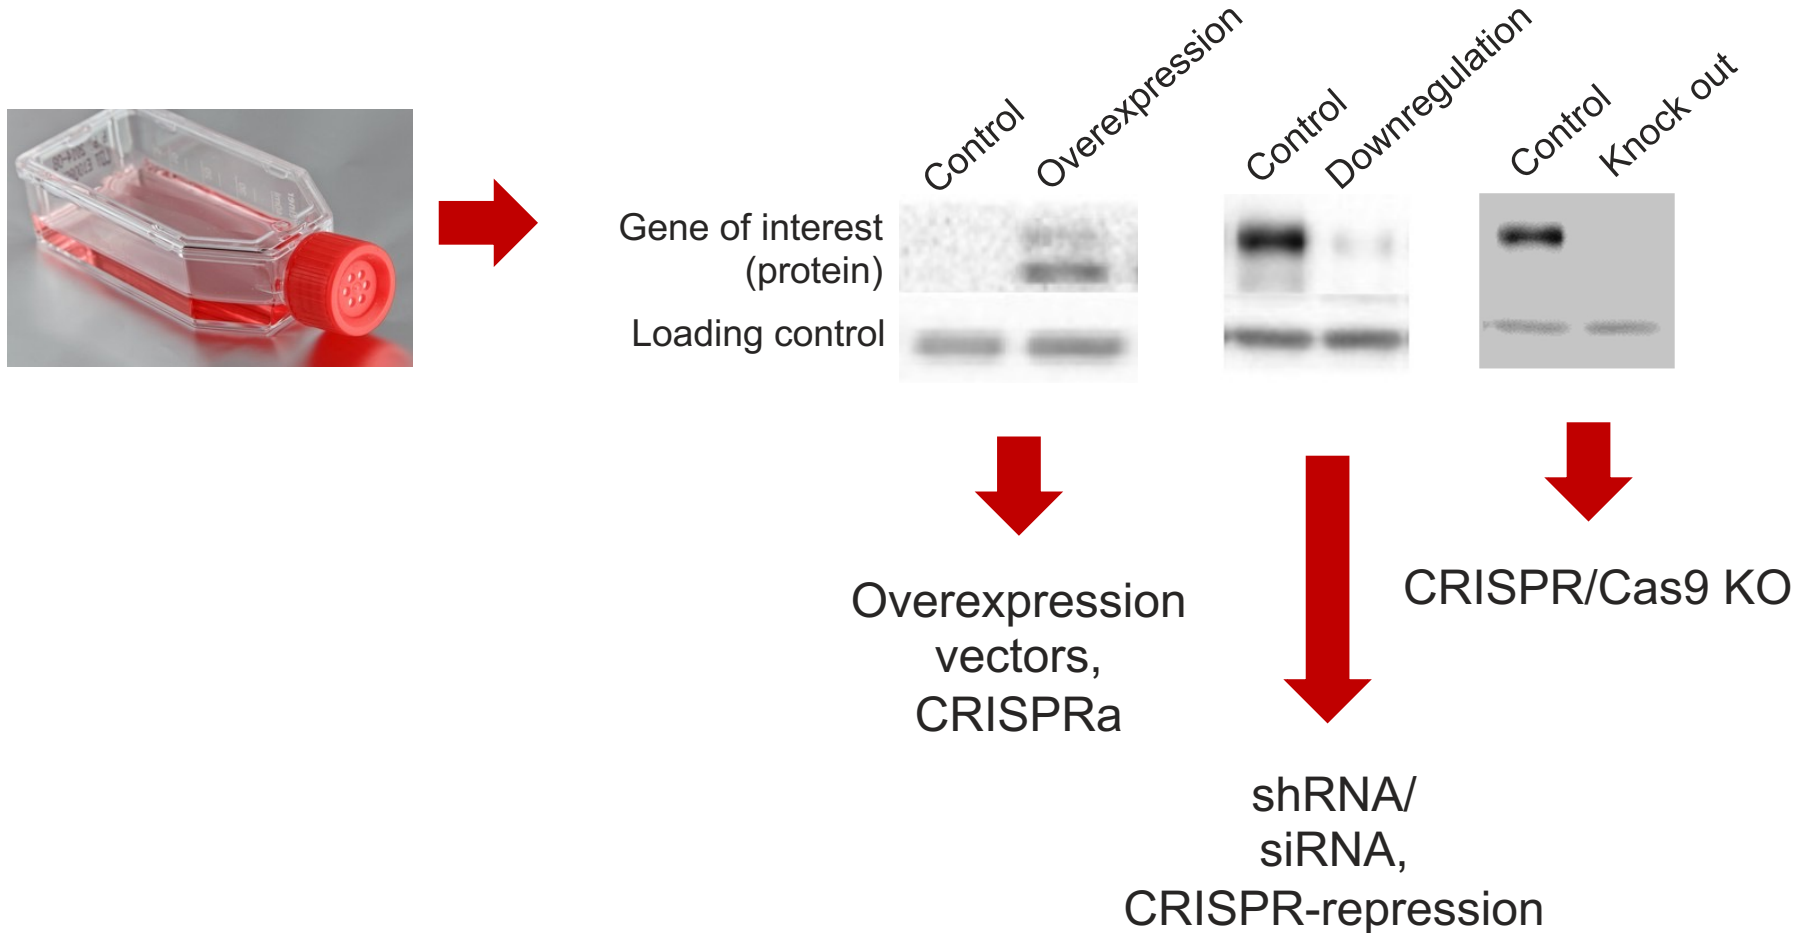 Control
Overexpression
Control
Downregulation
Control
Knock out
Gene of interest
(protein)
Loading control
Overexpression
vectors,
CRISPRa
shRNA/
siRNA,
CRISPR-repression
CRISPR/Cas9 KO